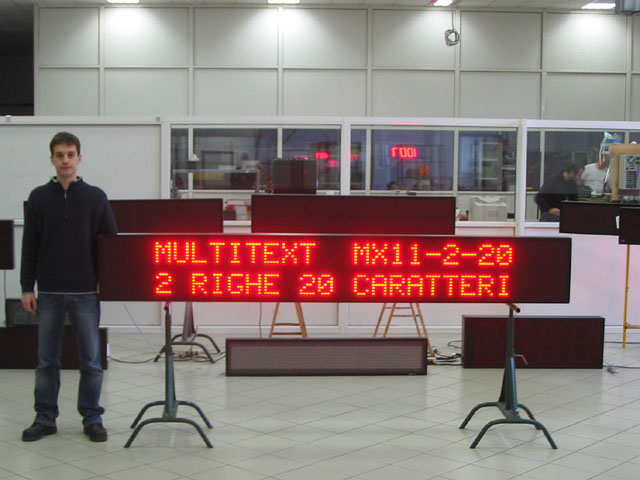 MULTITEXT MX11-2-20
2 RIGHE 20 CARATTERI